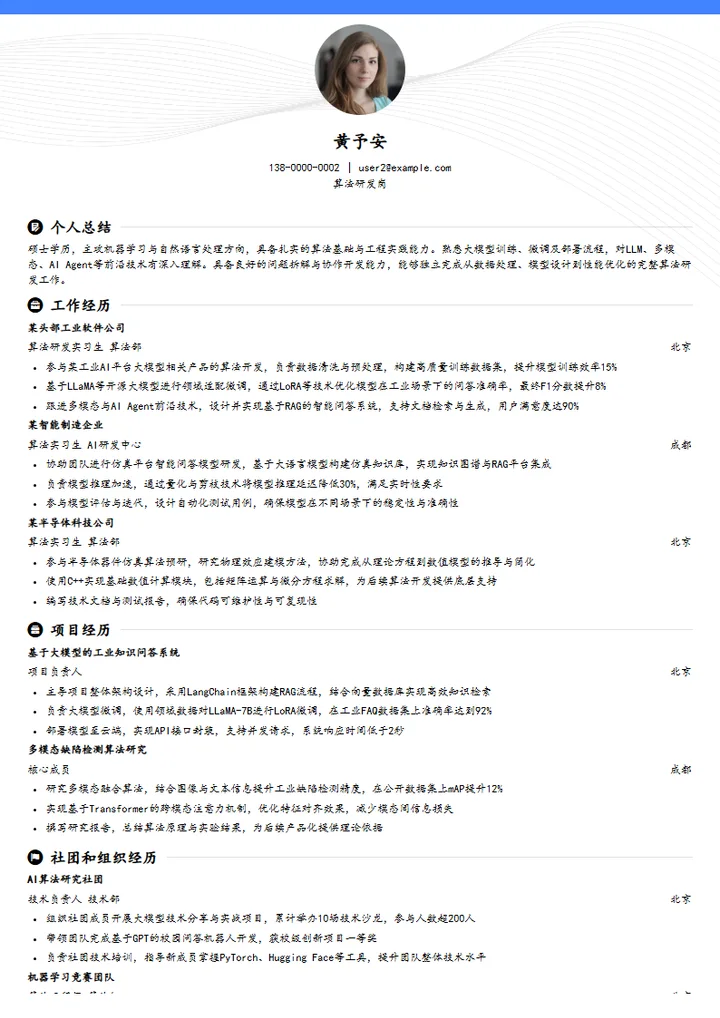 黄予安
138-0000-0002 | user2@example.com
算法研发岗
个人总结
硕士学历，主攻机器学习与自然语言处理方向，具备扎实的算法基础与工程实践能力。熟悉大模型训练、微调及部署流程，对LLM、多模
态、AI Agent等前沿技术有深入理解。具备良好的问题拆解与协作开发能力，能够独立完成从数据处理、模型设计到性能优化的完整算法研
发工作。
工作经历
某头部工业软件公司
算法研发实习生 算法部 北京
• 参与某工业AI平台大模型相关产品的算法开发，负责数据清洗与预处理，构建高质量训练数据集，提升模型训练效率15%
• 基于LLaMA等开源大模型进行领域适配微调，通过LoRA等技术优化模型在工业场景下的问答准确率，最终F1分数提升8%
• 跟进多模态与AI Agent前沿技术，设计并实现基于RAG的智能问答系统，支持文档检索与生成，用户满意度达90%
某智能制造企业
算法实习生 AI研发中心 成都
• 协助团队进行仿真平台智能问答模型研发，基于大语言模型构建仿真知识库，实现知识图谱与RAG平台集成
• 负责模型推理加速，通过量化与剪枝技术将模型推理延迟降低30%，满足实时性要求
• 参与模型评估与迭代，设计自动化测试用例，确保模型在不同场景下的稳定性与准确性
某半导体科技公司
算法实习生 算法部 北京
• 参与半导体器件仿真算法预研，研究物理效应建模方法，协助完成从理论方程到数值模型的推导与简化
• 使用C++实现基础数值计算模块，包括矩阵运算与微分方程求解，为后续算法开发提供底层支持
• 编写技术文档与测试报告，确保代码可维护性与可复现性
项目经历
基于大模型的工业知识问答系统
项目负责人 北京
• 主导项目整体架构设计，采用LangChain框架构建RAG流程，结合向量数据库实现高效知识检索
• 负责大模型微调，使用领域数据对LLaMA-7B进行LoRA微调，在工业FAQ数据集上准确率达到92%
• 部署模型至云端，实现API接口封装，支持并发请求，系统响应时间低于2秒
多模态缺陷检测算法研究
核心成员 成都
• 研究多模态融合算法，结合图像与文本信息提升工业缺陷检测精度，在公开数据集上mAP提升12%
• 实现基于Transformer的跨模态注意力机制，优化特征对齐效果，减少模态间信息损失
• 撰写研究报告，总结算法原理与实验结果，为后续产品化提供理论依据
社团和组织经历
AI算法研究社团
技术负责人 技术部 北京
• 组织社团成员开展大模型技术分享与实战项目，累计举办10场技术沙龙，参与人数超200人
• 带领团队完成基于GPT的校园问答机器人开发，获校级创新项目一等奖
• 负责社团技术培训，指导新成员掌握PyTorch、Hugging Face等工具，提升团队整体技术水平
机器学习竞赛团队